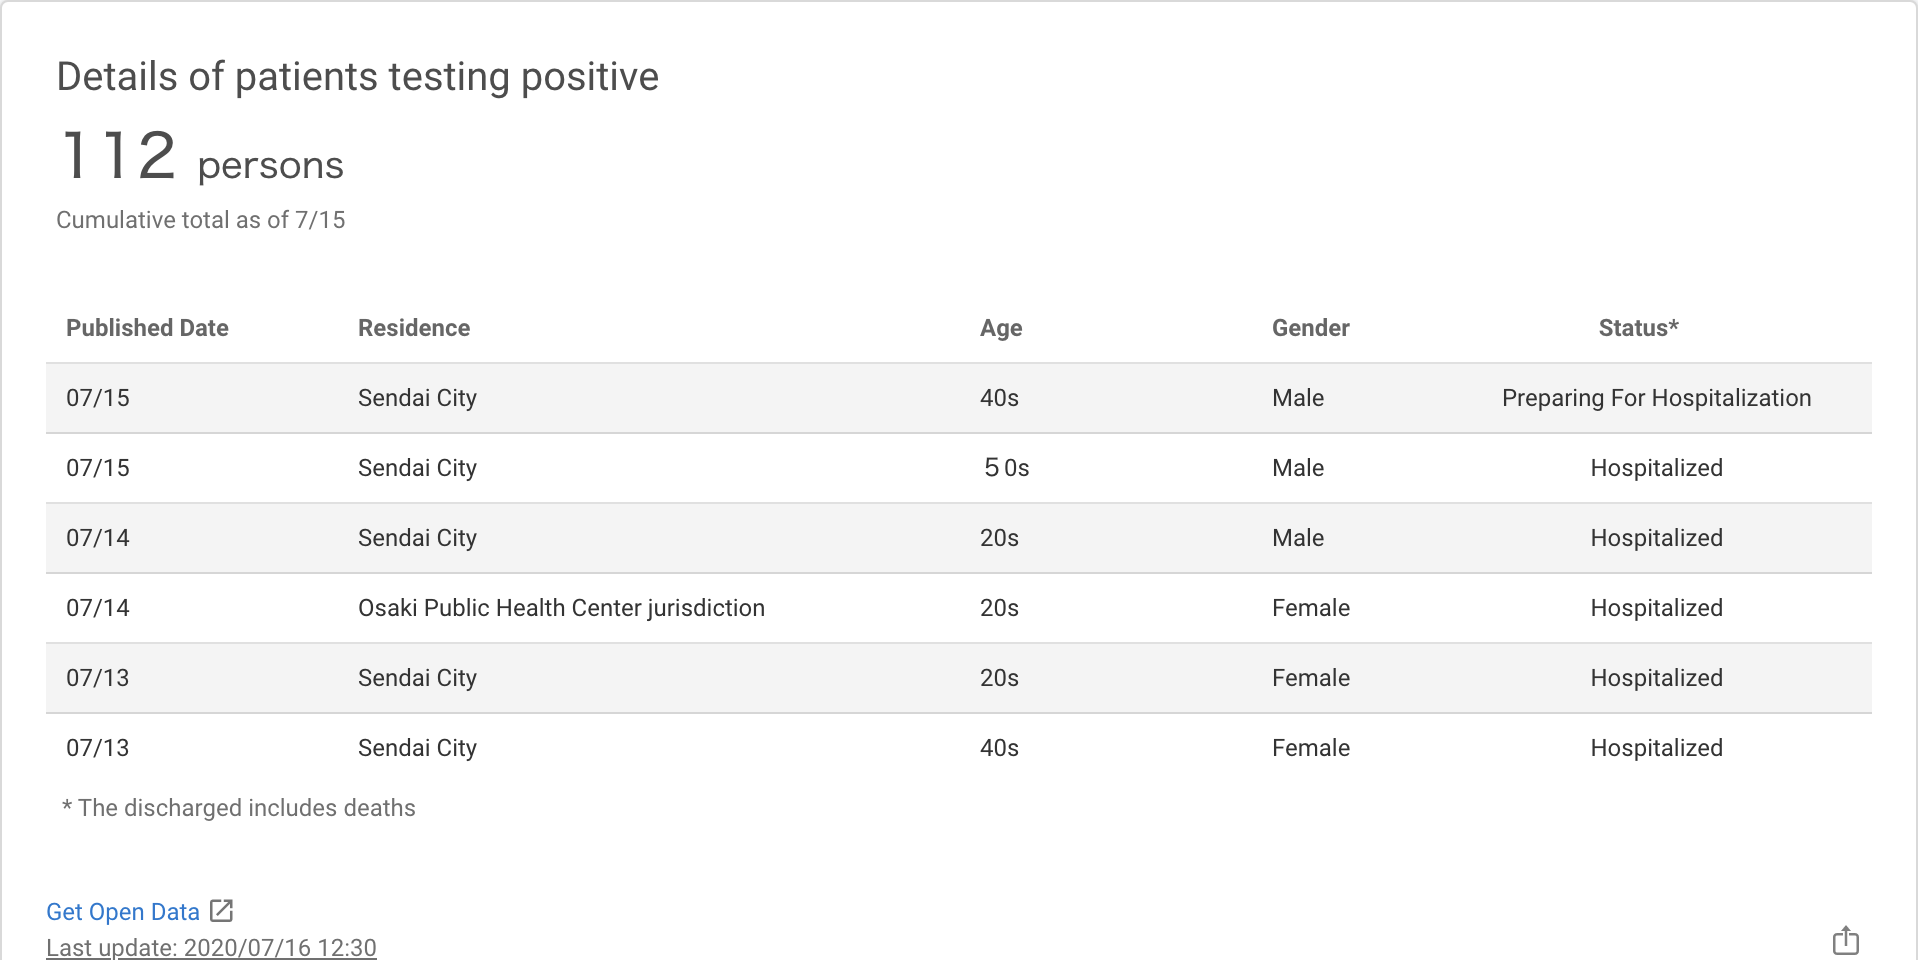 Details of patients testing positive
112 persons
Cumulative total as of 7/15
Published Date Residence Age Gender Status*
07/15 Sendai City 40s Male Preparing For Hospitalization
07/15 Sendai City 50s Male Hospitalized
07/14 Sendai City 20s Male Hospitalized
07/14 Osaki Public Health Center jurisdiction 20s Female Hospitalized
07/13 Sendai City 20s Female Hospitalized
07/13 Sendai City 40s Female Hospitalized
* The discharged includes deaths
Get Open Data
Last update: 2020/07/16 12:30